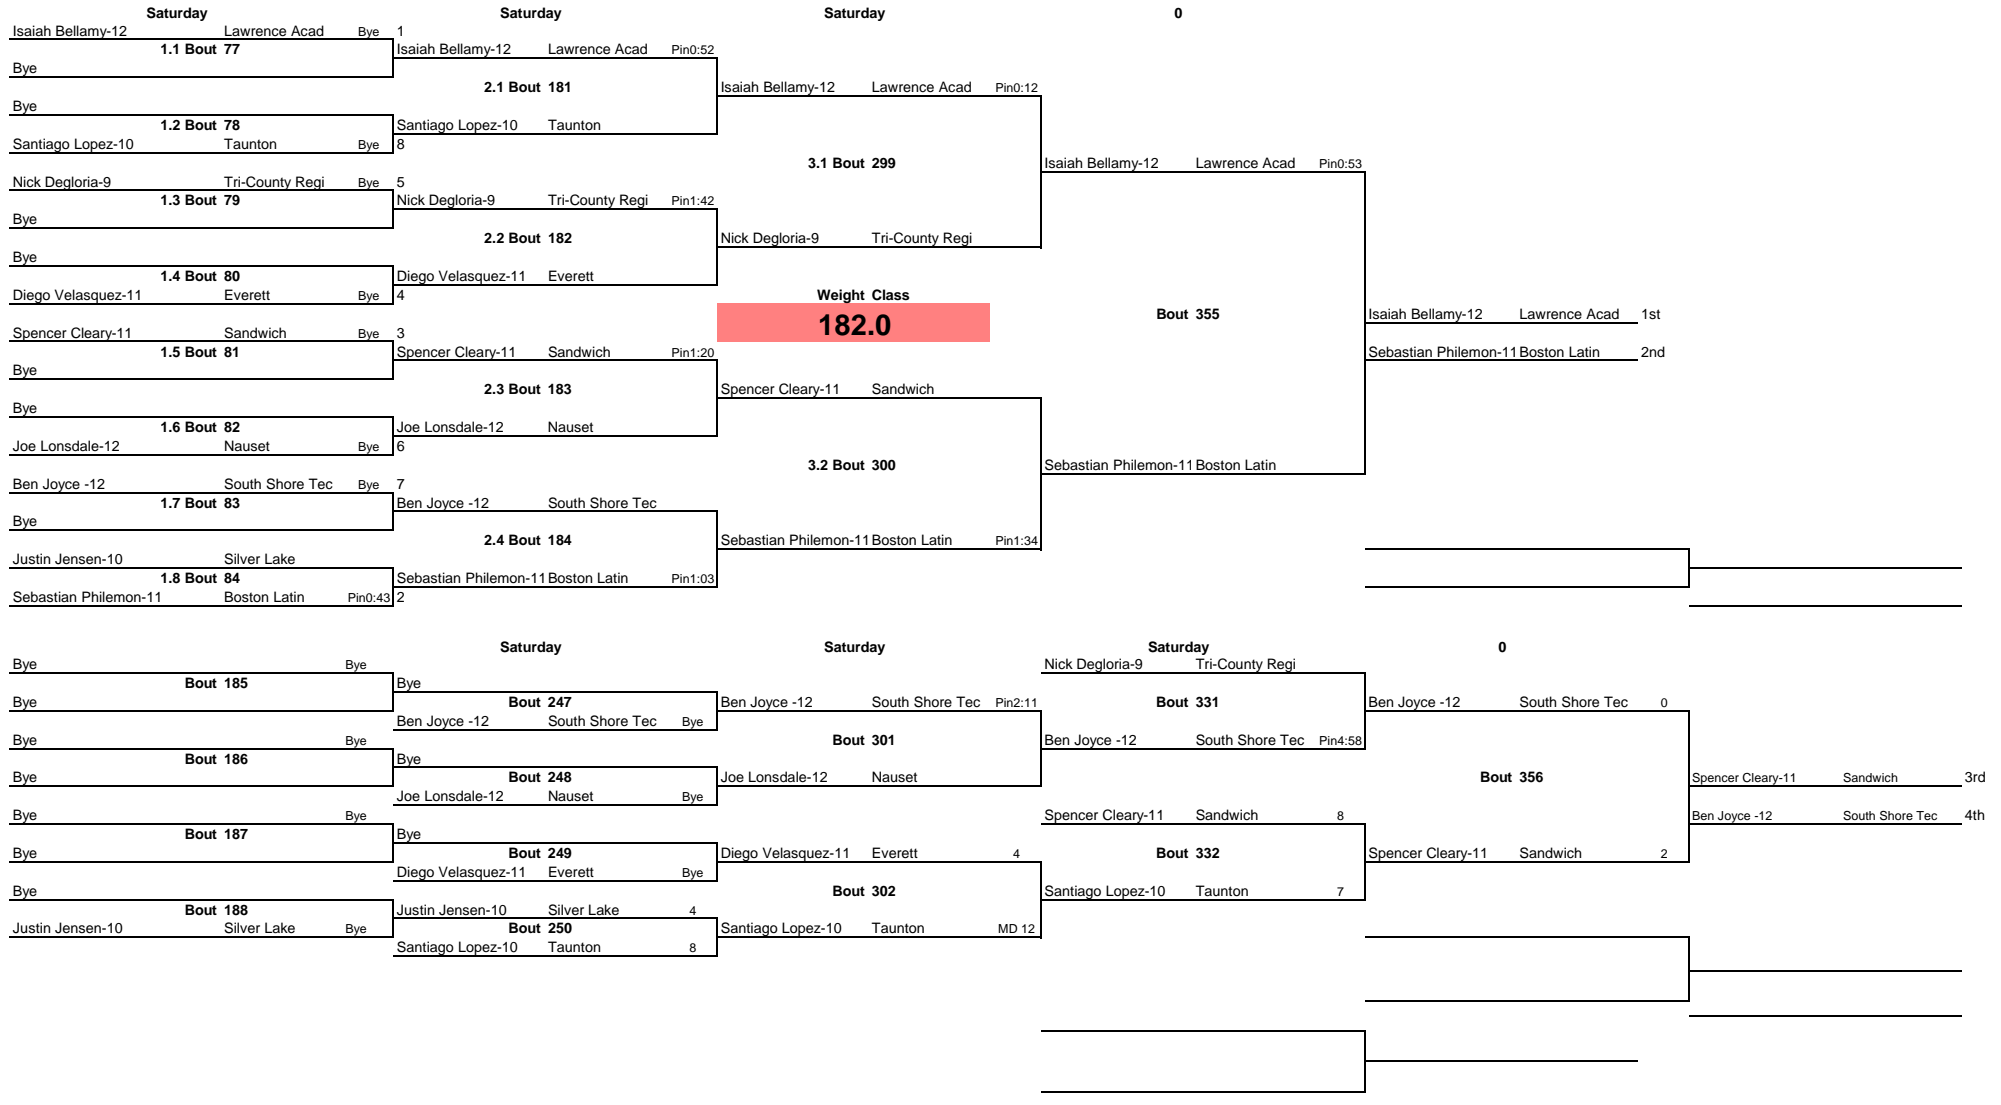 Saturday Saturday Saturday 0
Isaiah Bellamy-12 Lawrence Acad Bye 1
1.1 Bout 77 Isaiah Bellamy-12 Lawrence Acad Pin0:52
Bye
2.1 Bout 181 Isaiah Bellamy-12 Lawrence Acad Pin0:12
Bye
1.2 Bout 78 Santiago Lopez-10 Taunton
Santiago Lopez-10 Taunton Bye 8
3.1 Bout 299 Isaiah Bellamy-12 Lawrence Acad Pin0:53
Nick Degloria-9 Tri-County Regi Bye 5
1.3 Bout 79 Nick Degloria-9 Tri-County Regi Pin1:42
Bye
2.2 Bout 182 Nick Degloria-9 Tri-County Regi
Bye
1.4 Bout 80 Diego Velasquez-11 Everett
Diego Velasquez-11 Everett Bye 4 Weight Class
182.0 Bout 355 Isaiah Bellamy-12 Lawrence Acad 1st
Spencer Cleary-11 Sandwich Bye 3
1.5 Bout 81 Spencer Cleary-11 Sandwich Pin1:20 Sebastian Philemon-11 Boston Latin 2nd
Bye
2.3 Bout 183 Spencer Cleary-11 Sandwich
Bye
1.6 Bout 82 Joe Lonsdale-12 Nauset
Joe Lonsdale-12 Nauset Bye 6
3.2 Bout 300 Sebastian Philemon-11 Boston Latin
Ben Joyce -12 South Shore Tec Bye 7
1.7 Bout 83 Ben Joyce -12 South Shore Tec
Bye
2.4 Bout 184 Sebastian Philemon-11 Boston Latin Pin1:34
Justin Jensen-10 Silver Lake
1.8 Bout 84 Sebastian Philemon-11 Boston Latin Pin1:03
Sebastian Philemon-11 Boston Latin Pin0:43 2
Saturday Saturday Saturday 0
Bye Bye Nick Degloria-9 Tri-County Regi
Bout 185 Bye
Bye Bout 247 Ben Joyce -12 South Shore Tec Pin2:11 Bout 331 Ben Joyce -12 South Shore Tec 0
Ben Joyce -12 South Shore Tec Bye
Bye Bye Bout 301 Ben Joyce -12 South Shore Tec Pin4:58
Bout 186 Bye
Bye Bout 248 Joe Lonsdale-12 Nauset Bout 356 Spencer Cleary-11 Sandwich 3rd
Joe Lonsdale-12 Nauset Bye
Bye Bye Spencer Cleary-11 Sandwich 8 Ben Joyce -12 South Shore Tec 4th
Bout 187 Bye
Bye Bout 249 Diego Velasquez-11 Everett 4 Bout 332 Spencer Cleary-11 Sandwich 2
Diego Velasquez-11 Everett Bye
Bye Bout 302 Santiago Lopez-10 Taunton 7
Bout 188 Justin Jensen-10 Silver Lake 4
Justin Jensen-10 Silver Lake Bye Bout 250 Santiago Lopez-10 Taunton MD 12
Santiago Lopez-10 Taunton 8